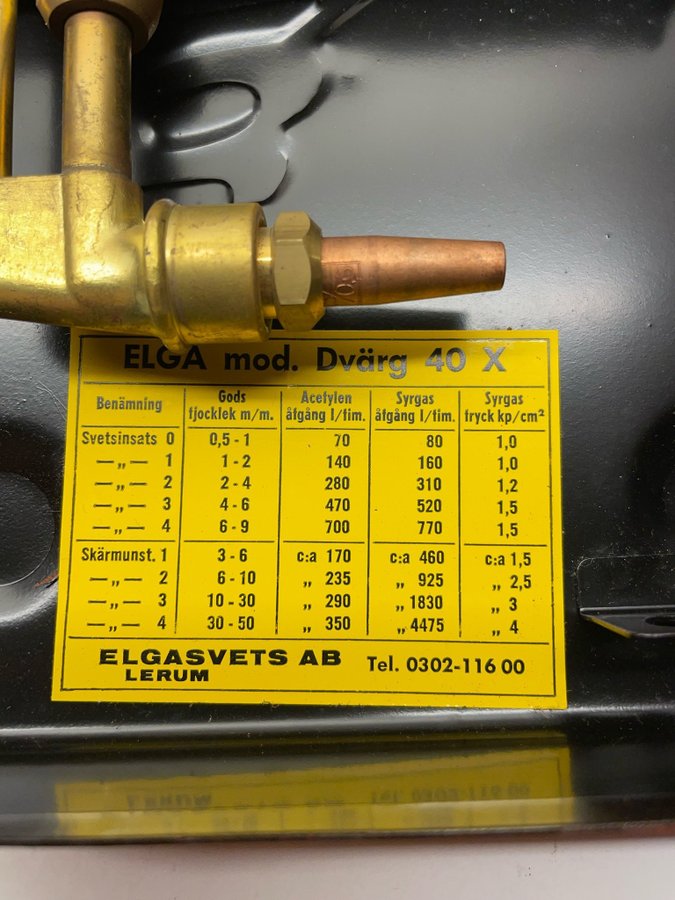 ELGA mod. Dvärg 40 X
Benämning Gods tjocklek m/m. Acetylen åtgång l/tim. Syrgas åtgång l/tim. Syrgas tryck kp/cm²
Svetsinsats 0 0,5 - 1 70 80 1,0
—„— 1 1 - 2 140 160 1,0
—„— 2 2 - 4 280 310 1,2
—„— 3 4 - 6 470 520 1,5
—„— 4 6 - 9 700 770 1,5
Skärmunst. 1 3 - 6 c:a 170 c:a 460 c:a 1,5
—„— 2 6 - 10 „ 235 „ 925 „ 2,5
—„— 3 10 - 30 „ 290 „ 1830 „ 3
—„— 4 30 - 50 „ 350 „ 4475 „ 4
ELGASVETS AB Tel. 0302-116 00
LERUM